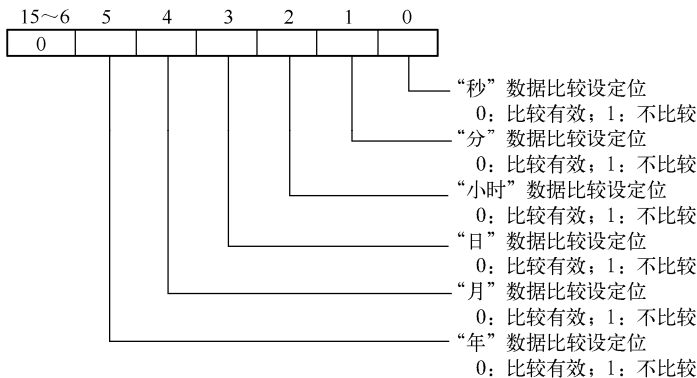 15～6 5 4 3 2 1 0
0
“秒”数据比较设定位
0：比较有效；1：不比较
“分”数据比较设定位
0：比较有效；1：不比较
“小时”数据比较设定位
0：比较有效；1：不比较
“日”数据比较设定位
0：比较有效；1：不比较
“月”数据比较设定位
0：比较有效；1：不比较
“年”数据比较设定位
0：比较有效；1：不比较